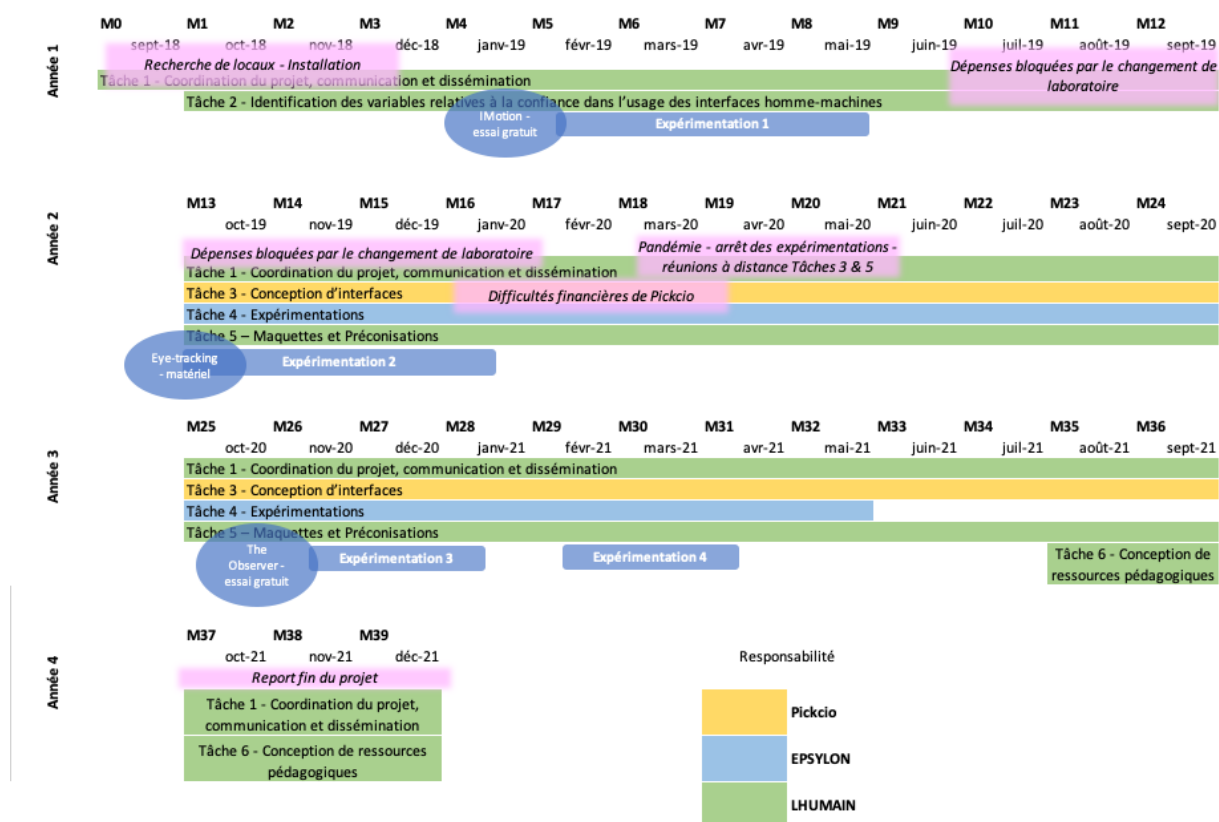 M0 M1 M2 M3 M4 M5 M6 M7 M8 M9 M10 M11 M12
Année 1
sept-18 oct-18 nov-18 déc-18 janv-19 févr-19 mars-19 avr-19 mai-19 juin-19 juil-19 août-19 sept-19
Recherche de locaux - Installation
Dépenses bloquées par le changement de
laboratoire
Tâche 1 - Coordination du projet, communication et dissémination
Tâche 2 - Identification des variables relatives à la confiance dans l'usage des interfaces homme-machines
IMotion -
essai gratuit
Expérimentation 1
M13 M14 M15 M16 M17 M18 M19 M20 M21 M22 M23 M24
Année 2
oct-19 nov-19 déc-19 janv-20 févr-20 mars-20 avr-20 mai-20 juin-20 juil-20 août-20 sept-20
Dépenses bloquées par le changement de laboratoire
Pandémie - arrêt des expérimentations -
réunions à distance Tâches 3 & 5
Tâche 1 - Coordination du projet, communication et dissémination
Tâche 3 - Conception d'interfaces
Difficultés financières de Pickcio
Tâche 4 - Expérimentations
Tâche 5 – Maquettes et Préconisations
Eye-tracking
- matériel
Expérimentation 2
M25 M26 M27 M28 M29 M30 M31 M32 M33 M34 M35 M36
Année 3
oct-20 nov-20 déc-20 janv-21 févr-21 mars-21 avr-21 mai-21 juin-21 juil-21 août-21 sept-21
Tâche 1 - Coordination du projet, communication et dissémination
Tâche 3 - Conception d'interfaces
Tâche 4 - Expérimentations
Tâche 5 – Maquettes et Préconisations
The
Observer -
essai gratuit
Expérimentation 3
Expérimentation 4
Tâche 6 - Conception de
ressources pédagogiques
M37 M38 M39
Année 4
oct-21 nov-21 déc-21
Report fin du projet
Tâche 1 - Coordination du projet,
communication et dissémination
Tâche 6 - Conception de ressources
pédagogiques
Responsabilité
Pickcio
EPSYLON
LHUMAIN